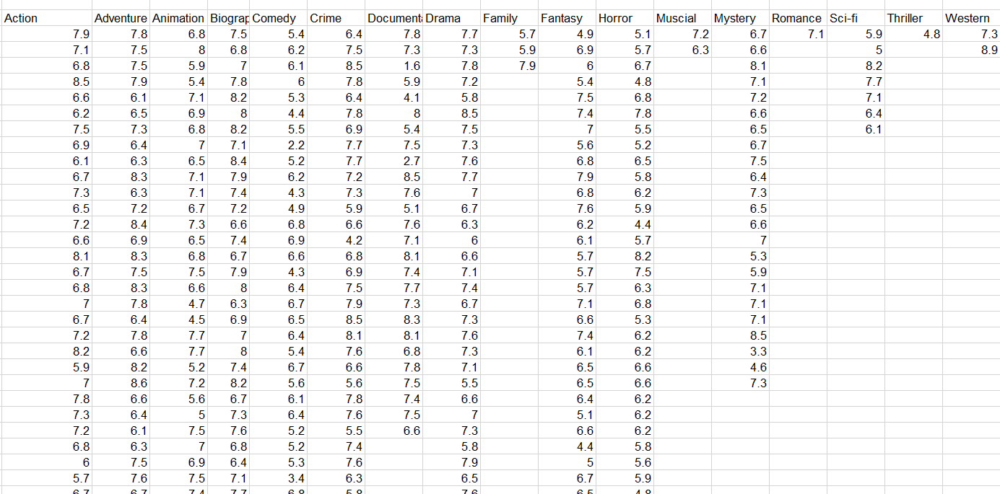 Action Adventure Animation Biograp Comedy Crime Documenta Drama Family Fantasy Horror Muscial Mystery Romance Sci-fi Thriller Western
7.9 7.8 6.8 7.5 5.4 6.4 7.8 7.7 5.7 4.9 5.1 7.2 6.7 7.1 5.9 4.8 7.3
7.1 7.5 8 6.8 6.2 7.5 7.3 7.3 5.9 6.9 5.7 6.3 6.6 5 8.9
6.8 7.5 5.9 7 6.1 8.5 1.6 7.8 7.9 6 6.7 8.1 8.2
8.5 7.9 5.4 7.8 6 7.8 5.9 7.2 5.4 4.8 7.1 7.7
6.6 6.1 7.1 8.2 5.3 6.4 4.1 5.8 7.5 6.8 7.2 7.1
6.2 6.5 6.9 8 4.4 7.8 8 8.5 7.4 7.8 6.6 6.4
7.5 7.3 6.8 8.2 5.5 6.9 5.4 7.5 7 5.5 6.5 6.1
6.9 6.4 7 7.1 2.2 7.7 7.5 7.3 5.6 5.2 6.7
6.1 6.3 6.5 8.4 5.2 7.7 2.7 7.6 6.8 6.5 7.5
6.7 8.3 7.1 7.9 6.2 7.2 8.5 7.7 7.9 5.8 6.4
7.3 6.3 7.1 7.4 4.3 7.3 7.6 7 6.8 6.2 7.3
6.5 7.2 6.7 7.2 4.9 5.9 5.1 6.7 7.6 5.9 6.5
7.2 8.4 7.3 6.6 6.8 6.6 7.6 6.3 6.2 4.4 6.6
6.6 6.9 6.5 7.4 6.9 4.2 7.1 6 6.1 5.7 7
8.1 8.3 6.8 6.7 6.6 6.8 8.1 6.6 5.7 8.2 5.3
6.7 7.5 7.5 7.9 4.3 6.9 7.4 7.1 5.7 7.5 5.9
6.8 8.3 6.6 8 6.4 7.5 7.7 7.4 5.7 6.3 7.1
7 7.8 4.7 6.3 6.7 7.9 7.3 6.7 7.1 6.8 7.1
6.7 6.4 4.5 6.9 6.5 8.5 8.3 7.3 6.6 5.3 7.1
7.2 7.8 7.7 7 6.4 8.1 8.1 7.6 7.4 6.2 8.5
8.2 6.6 7.7 8 5.4 7.6 6.8 7.3 6.1 6.2 3.3
5.9 8.2 5.2 7.4 6.7 6.6 7.8 7.1 6.5 6.6 4.6
7 8.6 7.2 8.2 5.6 5.6 7.5 5.5 6.5 6.6 7.3
7.8 6.6 5.6 6.7 6.1 7.8 7.4 6.6 6.4 6.2
7.3 6.4 5 7.3 6.4 7.6 7.5 7 5.1 6.2
7.2 6.1 7.5 7.6 5.2 5.5 6.6 7.3 6.6 6.2
6.8 6.3 7 6.8 5.2 7.4 5.8 4.4 5.8
6 7.5 6.9 6.4 5.3 7.6 7.9 5 5.6
5.7 7.6 7.5 7.1 3.4 6.3 6.5 6.7 5.9